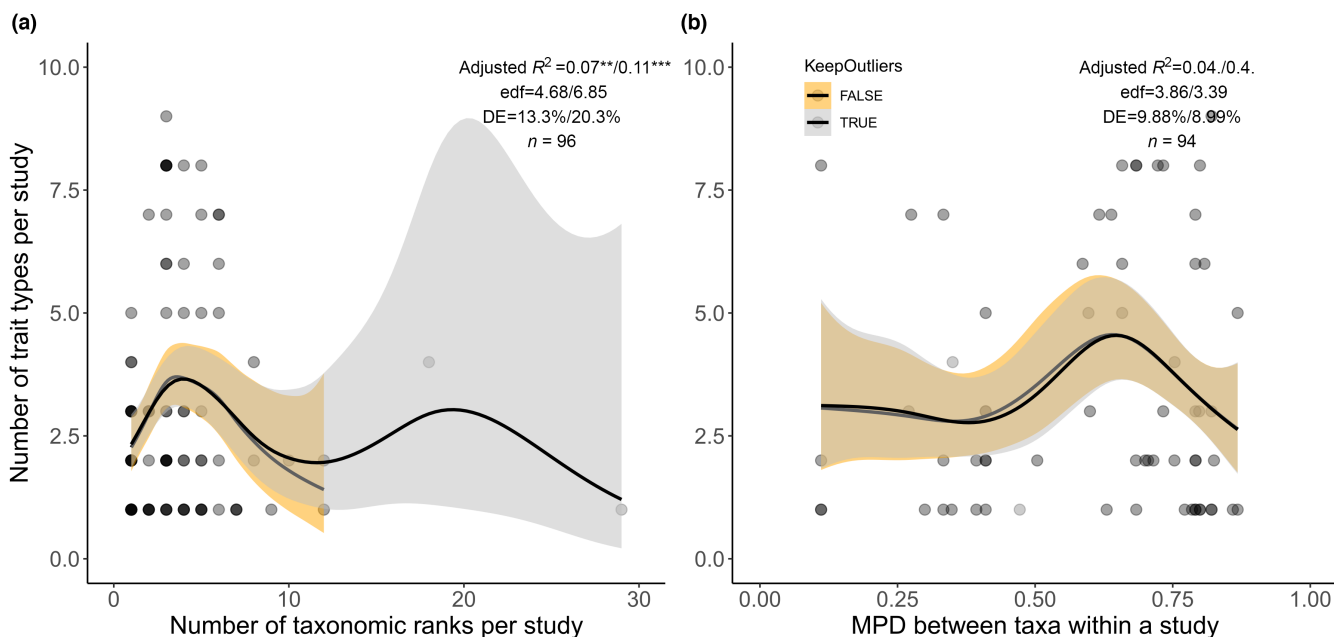 (a)
Adjusted R² =0.07**/0.11***
edf=4.68/6.85
DE=13.3%/20.3%
n = 96
10.0
7.5
5.0
2.5
0.0
Number of trait types per study
0
10
20
30
Number of taxonomic ranks per study
(b)
KeepOutliers
FALSE
TRUE
Adjusted R²=0.04./0.4.
edf=3.86/3.39
DE=9.88%/8.99%
n = 94
10.0
7.5
5.0
2.5
0.0
0.00
0.25
0.50
0.75
1.00
MPD between taxa within a study